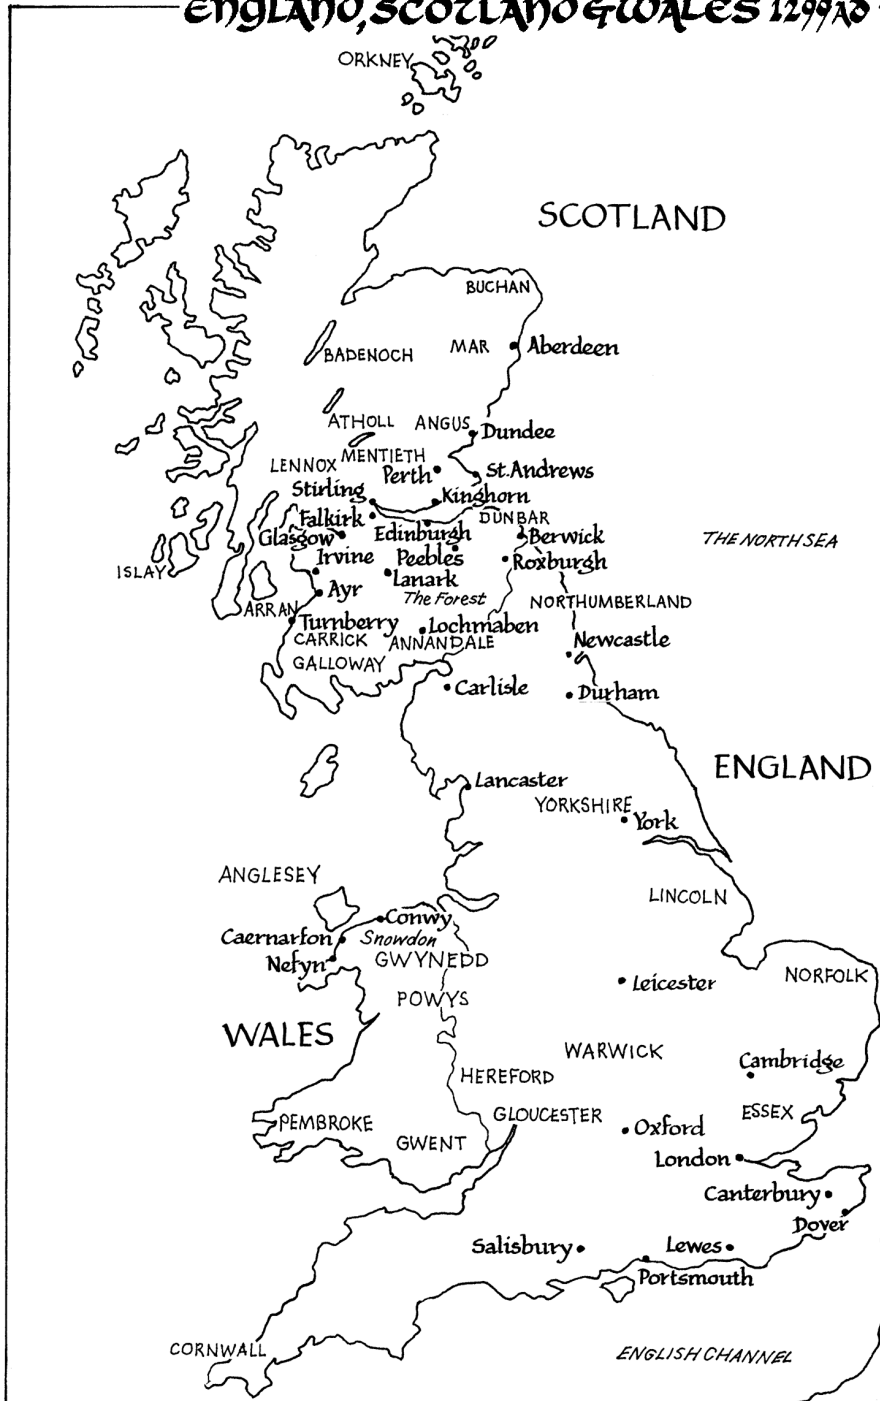 ENGLAND, SCOTLAND & WALES 1299 AD
ORKNEY
SCOTLAND
BUCHAN
BADENOCH
MAR
Aberdeen
ATHOLL
ANGUS
Dundee
MENTIETH
LENNOX
Perth
St. Andrews
Stirling
Kinghorn
Falkirk
DUNBAR
Glasgow
Edinburgh
Berwick
THE NORTH SEA
Irvine
Peebles
Roxburgh
ISLAY
Lanark
Ayr
The Forest
NORTHUMBERLAND
ARRAN
Turnberry
Lochmaben
CARRICK
ANNANDALE
Newcastle
GALLOWAY
Carlisle
Durham
ENGLAND
Lancaster
YORKSHIRE
York
ANGLESEY
LINCOLN
Conwy
Caernarfon
Snowdon
Nefyn
GWYNEDD
NORFOLK
Leicester
POWYS
WALES
WARWICK
Cambridge
HEREFORD
GLOUCESTER
ESSEX
PEMBROKE
Oxford
GWENT
London
Canterbury
Dover
Salisbury
Lewes
Portsmouth
CORNWALL
ENGLISH CHANNEL